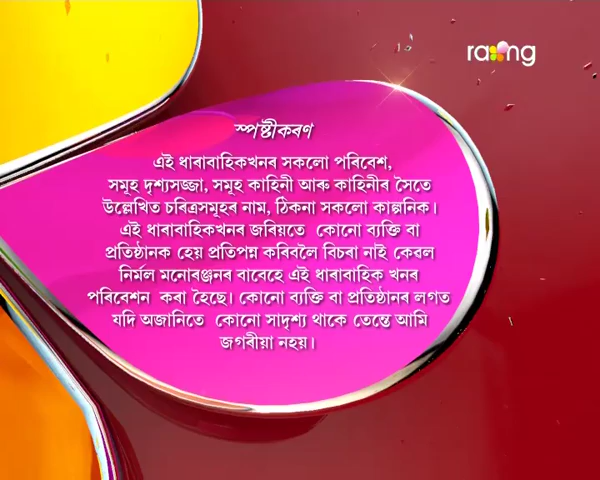 rang
স্পষ্টীকৰণ
এই ধাৰাবাহিকখনৰ সকলো পৰিবেশ,
সমূহ দৃশ্যসজ্জা, সমূহ কাহিনী আৰু কাহিনীৰ সৈতে
উল্লেখিত চৰিত্ৰসমূহৰ নাম, ঠিকনা সকলো কাল্পনিক।
এই ধাৰাবাহিকখনৰ জৰিয়তে কোনো ব্যক্তি বা
প্ৰতিষ্ঠানক হেয় প্ৰতিপন্ন কৰিবলৈ বিচৰা নাই কেৱল
নিৰ্মল মনোৰঞ্জনৰ বাবেহে এই ধাৰাবাহিক খনৰ
পৰিবেশন কৰা হৈছে। কোনো ব্যক্তি বা প্ৰতিষ্ঠানৰ লগত
যদি অজানিতে কোনো সাদৃশ্য থাকে তেন্তে আমি
জগৰীয়া নহয়।